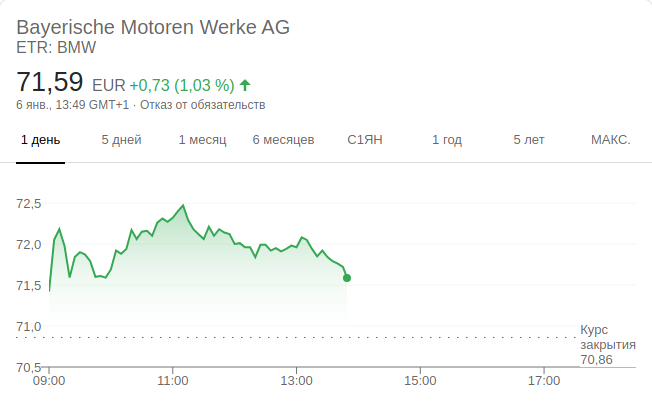 Bayerische Motoren Werke AG
ETR: BMW
71,59 EUR +0,73 (1,03 %)
6 янв., 13:49 GMT+1 · Отказ от обязательств
1 день 5 дней 1 месяц 6 месяцев С1ЯН 1 год 5 лет МАКС.
72,5
72,0
71,5
71,0
Курс
закрытия
70,86
70,5
09:00 11:00 13:00 15:00 17:00